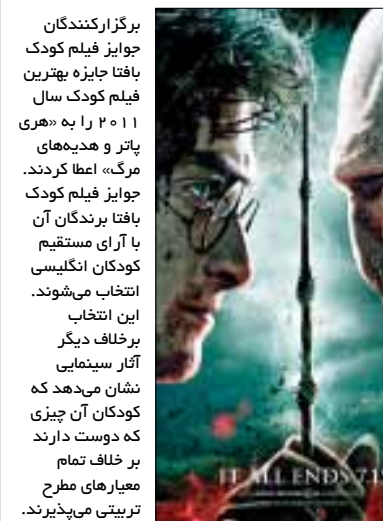 برگزارکنندگان
جوایز فیلم کودک
بافتا جایزه بهترین
فیلم کودک سال
۲۰۱۱ را به «هری
پاتر و هدیه‌های
مرگ» اعطا کردند.
جوایز فیلم کودک
بافتا برندگان آن
با آرای مستقیم
کودکان انگلیسی
انتخاب می‌شوند.
این انتخاب
برخلاف دیگر
آثار سینمایی
نشان می‌دهد که
کودکان آن چیزی
که دوست دارند
بر خلاف تمام
معیارهای مطرح
تربیتی می‌پذیرند.
IT ALL ENDS 7.1